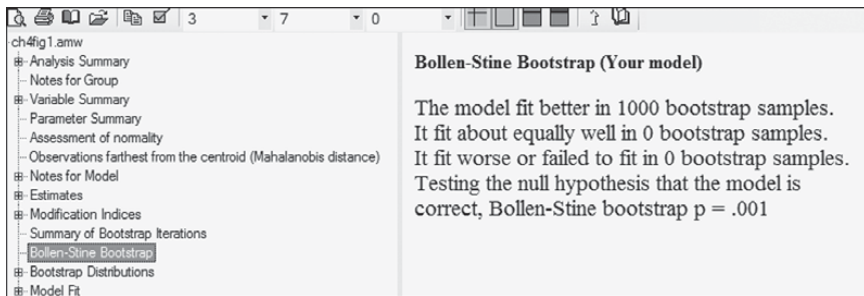 3 7 0
ch4fig1.amw
Analysis Summary
Notes for Group
Variable Summary
Parameter Summary
Assessment of normality
Observations farthest from the centroid (Mahalanobis distance)
Notes for Model
Estimates
Modification Indices
Summary of Bootstrap Iterations
Bollen-Stine Bootstrap
Bootstrap Distributions
Model Fit
Bollen-Stine Bootstrap (Your model)
The model fit better in 1000 bootstrap samples.
It fit about equally well in 0 bootstrap samples.
It fit worse or failed to fit in 0 bootstrap samples.
Testing the null hypothesis that the model is
correct, Bollen-Stine bootstrap p = .001